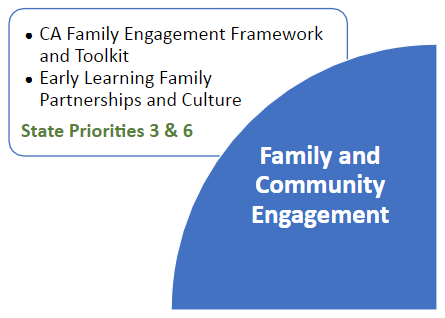 • CA Family Engagement Framework
and Toolkit
• Early Learning Family
Partnerships and Culture
State Priorities 3 & 6
Family and
Community
Engagement